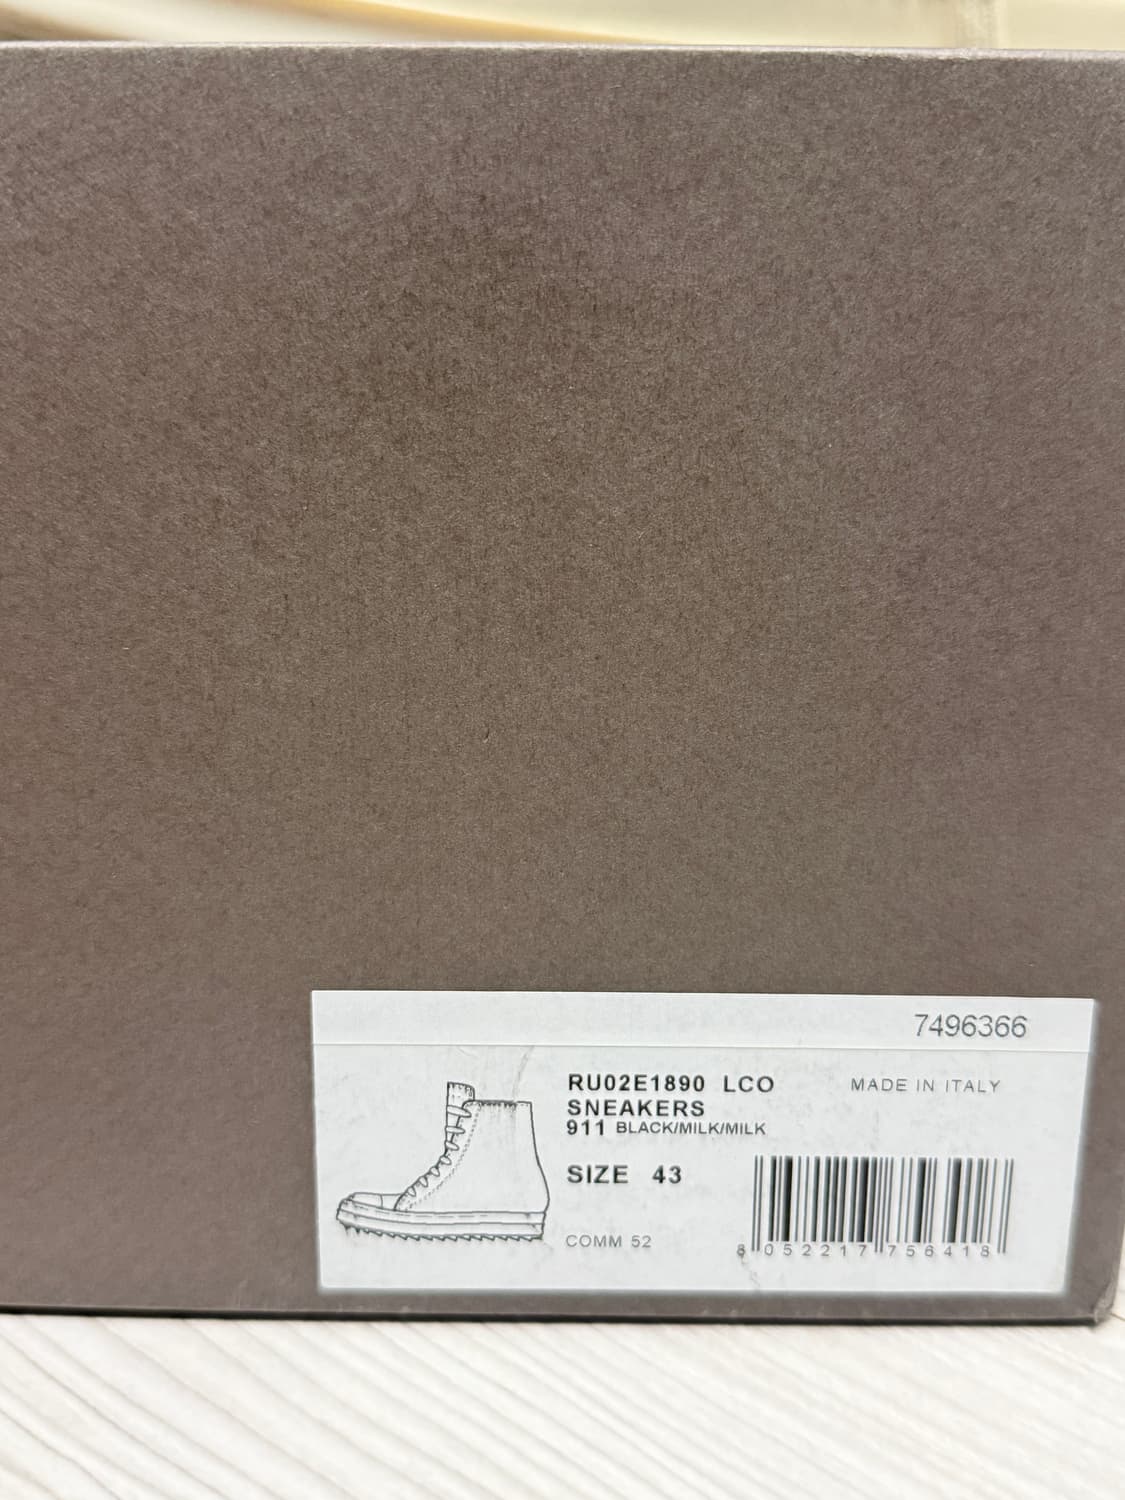 7496366
RU02E1890 LCO
MADE IN ITALY
SNEAKERS
911 BLACK/MILK/MILK
SIZE 43
COMM 52
8 052217 756418